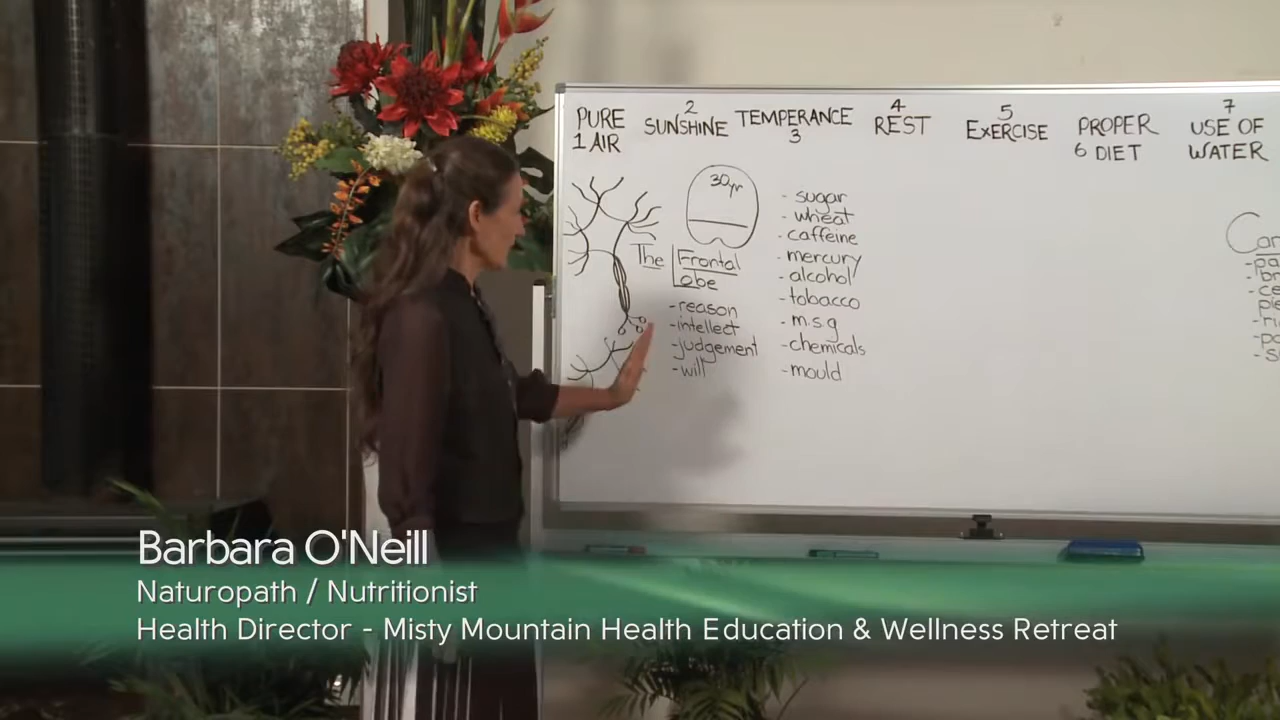 PURE
1 AIR
2
SUNSHINE
TEMPERANCE
3
4
REST
5
EXERCISE
PROPER
6 DIET
7
USE OF
WATER
30yr
The Frontal
Lobe
- reason
- intellect
- judgement
- will
- sugar
- wheat
- caffeine
- mercury
- alcohol
- tobacco
- m.s.g
- chemicals
- mould
Barbara O'Neill
Naturopath / Nutritionist
Health Director - Misty Mountain Health Education & Wellness Retreat